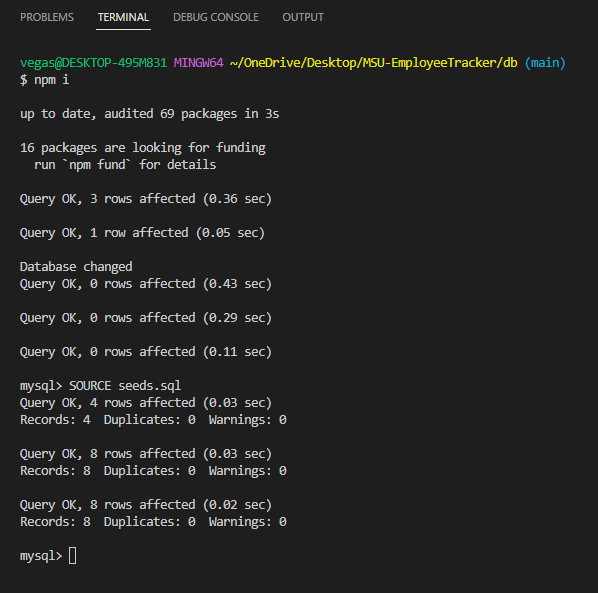 PROBLEMS TERMINAL DEBUG CONSOLE OUTPUT
vegas@DESKTOP-495M831 MINGW64 ~/OneDrive/Desktop/MSU-EmployeeTracker/db (main)
$ npm i
up to date, audited 69 packages in 3s
16 packages are looking for funding
  run `npm fund` for details
Query OK, 3 rows affected (0.36 sec)
Query OK, 1 row affected (0.05 sec)
Database changed
Query OK, 0 rows affected (0.43 sec)
Query OK, 0 rows affected (0.29 sec)
Query OK, 0 rows affected (0.11 sec)
mysql> SOURCE seeds.sql
Query OK, 4 rows affected (0.03 sec)
Records: 4  Duplicates: 0  Warnings: 0
Query OK, 8 rows affected (0.03 sec)
Records: 8  Duplicates: 0  Warnings: 0
Query OK, 8 rows affected (0.02 sec)
Records: 8  Duplicates: 0  Warnings: 0
mysql>